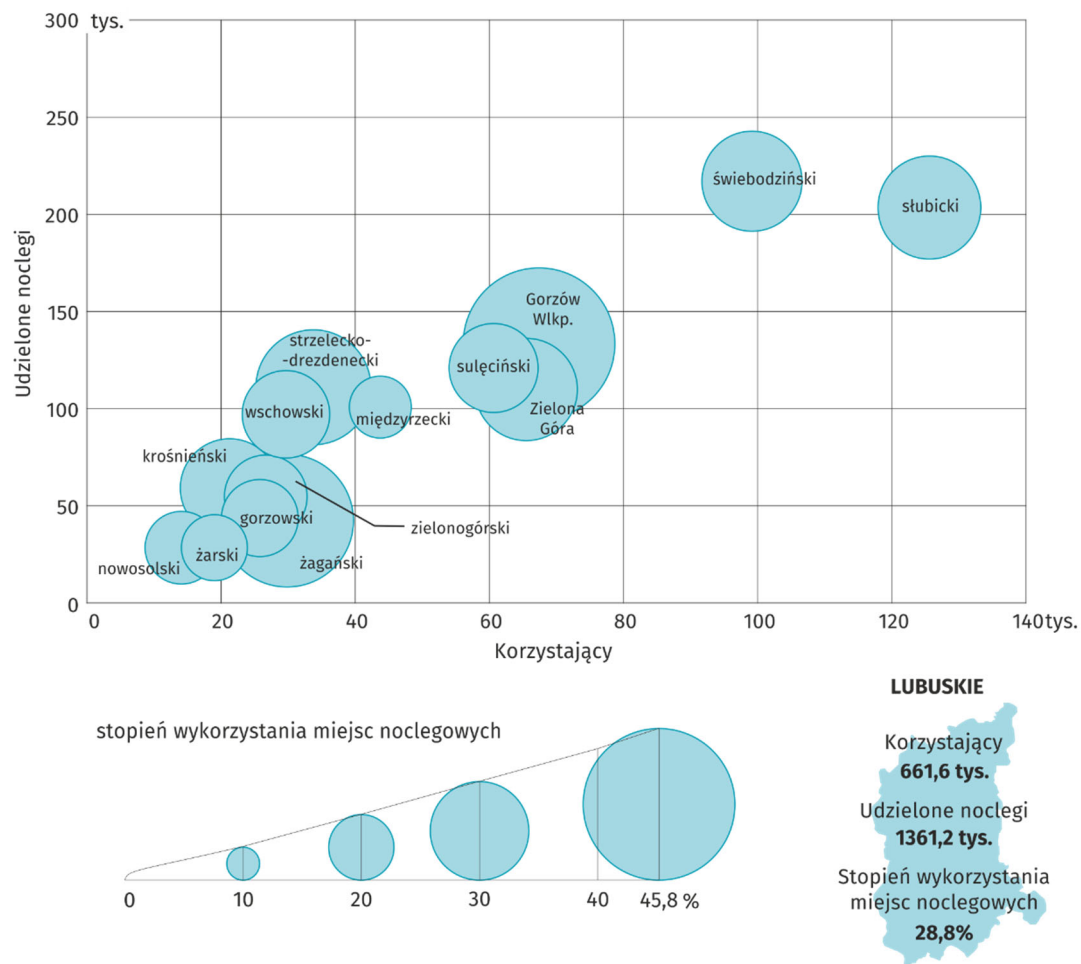 300 tys.
250
200
150
100
50
0
Udzielone noclegi
świebodziński
słubicki
Gorzów
Wlkp.
strzelecko-
-drezdenecki
sulęciński
wschowski
międzyrzecki
Zielona
Góra
krośnieński
gorzowski
zielonogórski
żarski
żagański
nowosolski
0 20 40 60 80 100 120 140 tys.
Korzystający
stopień wykorzystania miejsc noclegowych
0 10 20 30 40 45,8 %
LUBUSKIE
Korzystający
661,6 tys.
Udzielone noclegi
1361,2 tys.
Stopień wykorzystania
miejsc noclegowych
28,8%